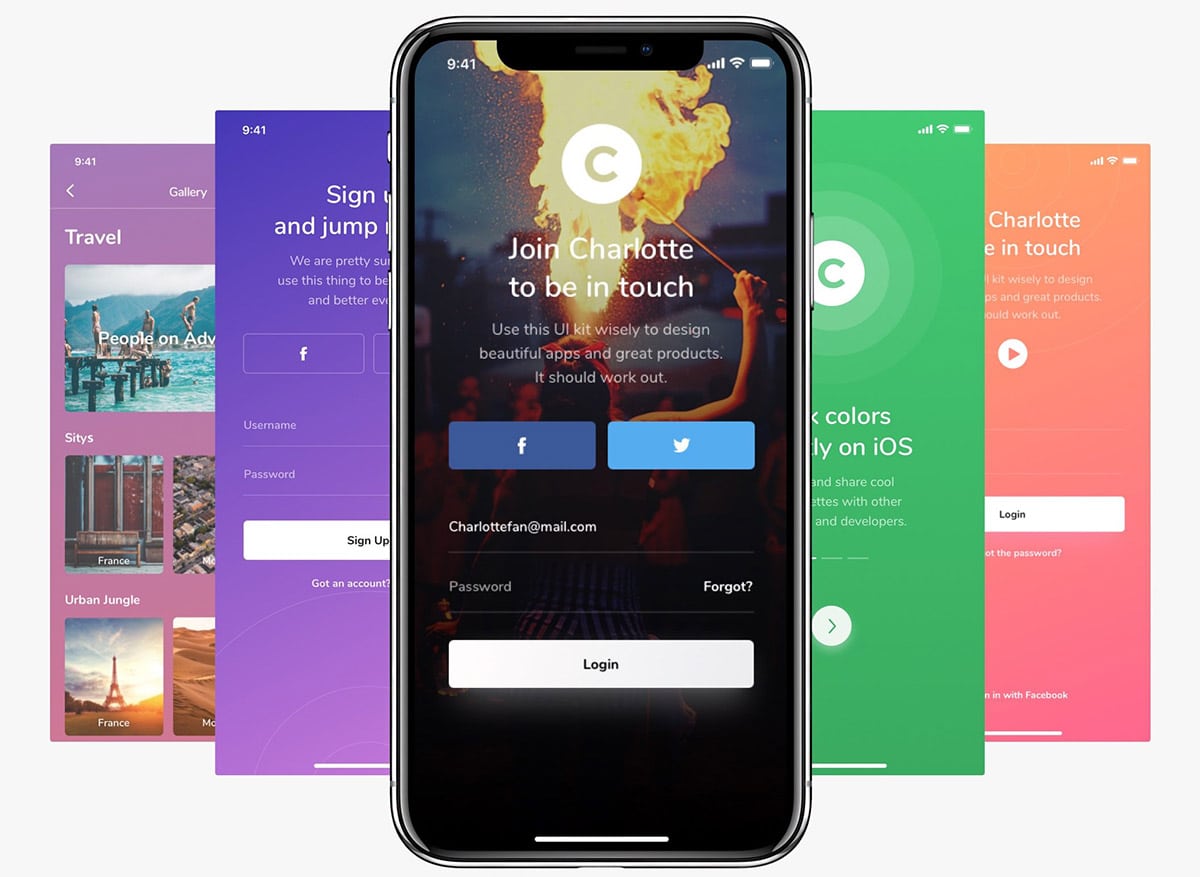 9:41
Gallery
Travel
People on Adv
Sitys
France
Mo
Urban Jungle
France
Mo
9:41
Sign u
and jump
We are pretty su
use this thing to be
and better eve
f
Username
Password
Sign Up
Got an account?
9:41
C
Join Charlotte
to be in touch
Use this UI kit wisely to design
beautiful apps and great products.
It should work out.
f
Charlottefan@mail.com
Password Forgot?
Login
C
k colors
tly on iOS
and share cool
ettes with other
and developers.
Charlotte
e in touch
UI kit wisely to design
ps and great products.
hould work out.
Login
ot the password?
n in with Facebook